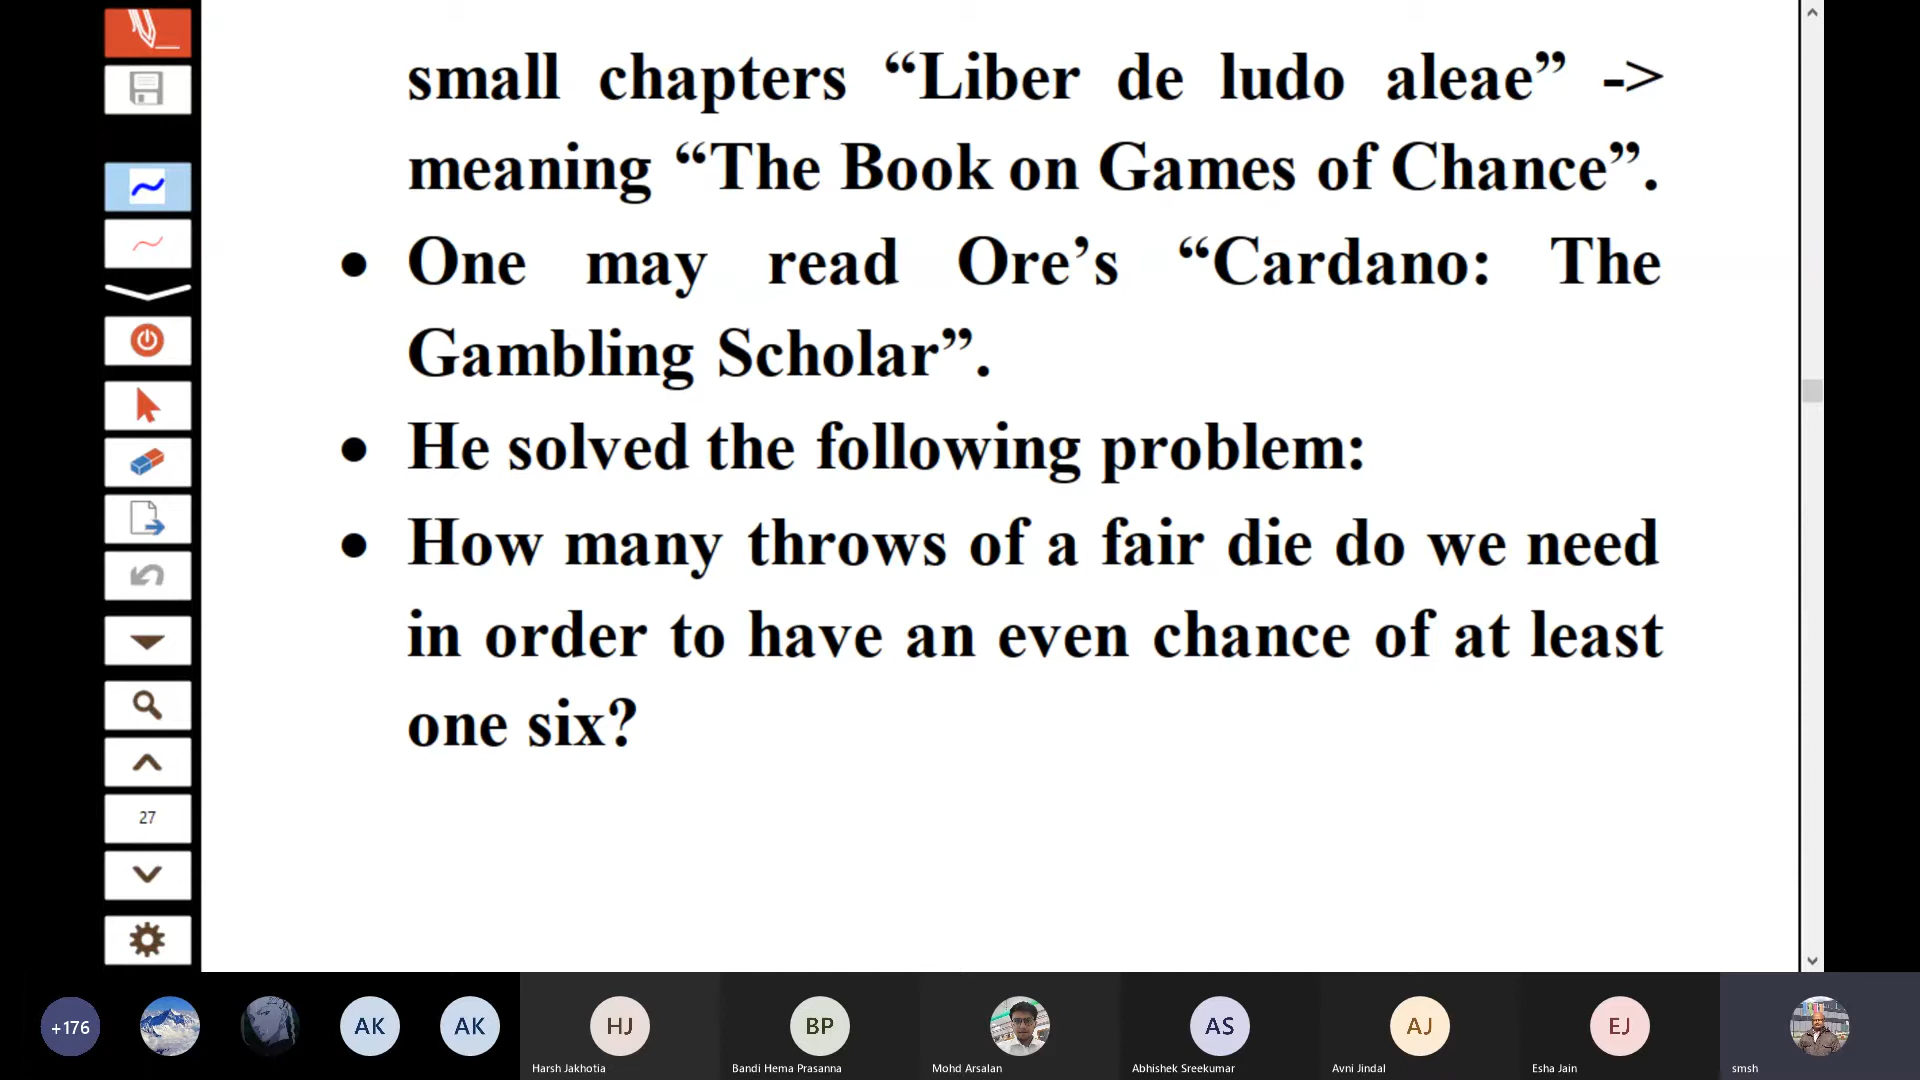 small chapters “Liber de ludo aleae” ->
meaning “The Book on Games of Chance”.
● One may read Ore’s “Cardano: The
Gambling Scholar”.
● He solved the following problem:
● How many throws of a fair die do we need
in order to have an even chance of at least
one six?
27
+176
AK
AK
HJ
BP
AS
AJ
EJ
Harsh Jakhotia
Bandi Hema Prasanna
Mohd Arsalan
Abhishek Sreekumar
Avni Jindal
Esha Jain
smsh